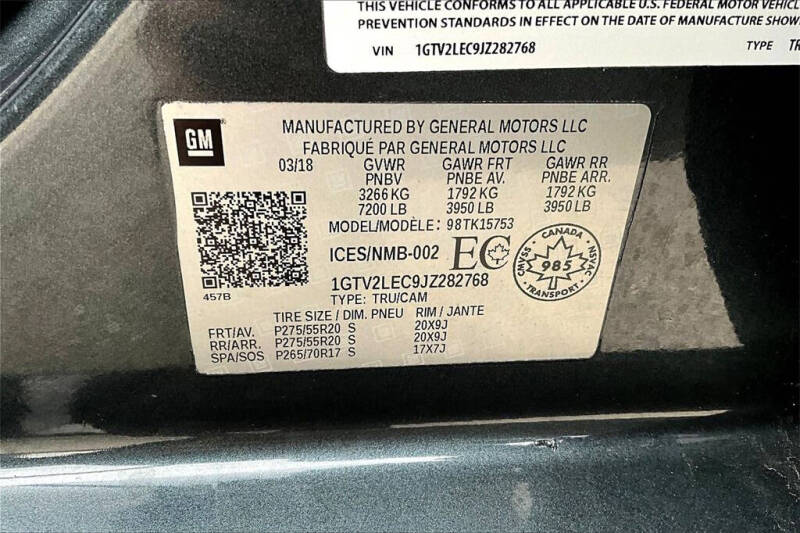 THIS VEHICLE CONFORMS TO ALL APPLICABLE U.S. FEDERAL MOTOR VEHICL
PREVENTION STANDARDS IN EFFECT ON THE DATE OF MANUFACTURE SHOW
VIN 1GTV2LEC9JZ282768 TYPE TR
GM
MANUFACTURED BY GENERAL MOTORS LLC
FABRIQUÉ PAR GENERAL MOTORS LLC
03/18 GVWR GAWR FRT GAWR RR
PNBV PNBE AV. PNBE ARR.
3266 KG 1792 KG 1792 KG
7200 LB 3950 LB 3950 LB
MODEL/MODÈLE: 98TK15753
ICES/NMB-002 EC
CANADA
CMVSS 985 NSVAC
TRANSPORT
1GTV2LEC9JZ282768
457B
TYPE: TRU/CAM
TIRE SIZE / DIM. PNEU RIM / JANTE
FRT/AV. P275/55R20 S 20X9J
RR/ARR. P275/55R20 S 20X9J
SPA/SOS P265/70R17 S 17X7J